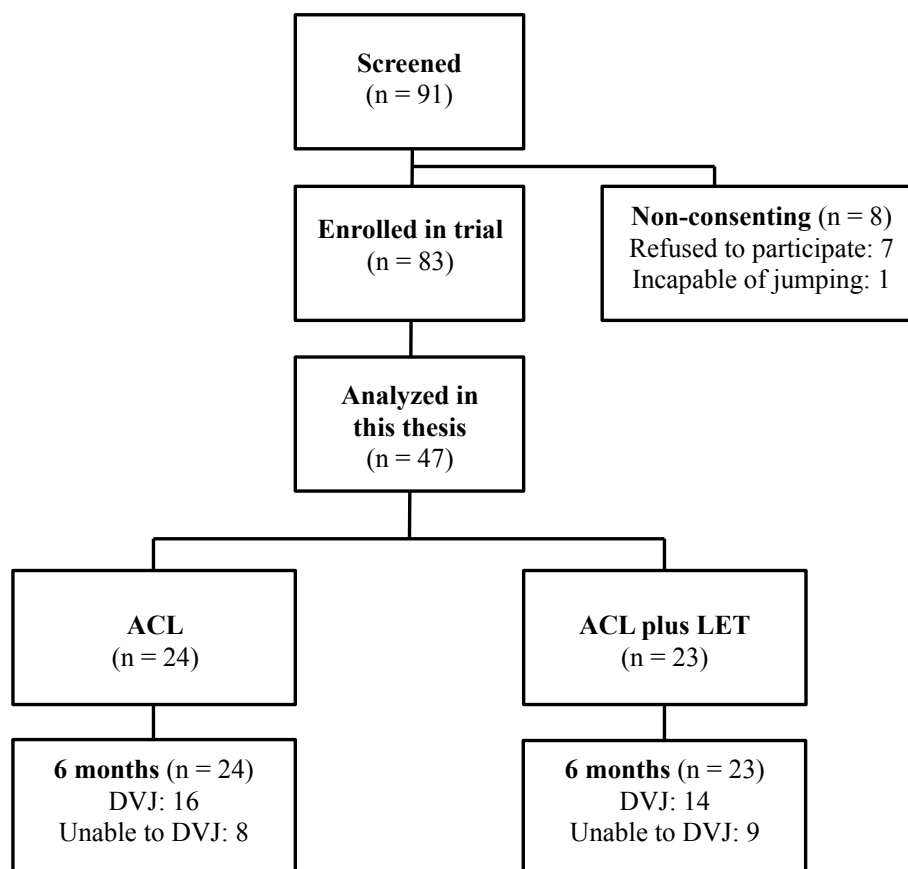 Screened
(n = 91)
Enrolled in trial
(n = 83)
Non-consenting (n = 8)
Refused to participate: 7
Incapable of jumping: 1
Analyzed in
this thesis
(n = 47)
ACL
(n = 24)
ACL plus LET
(n = 23)
6 months (n = 24)
DVJ: 16
Unable to DVJ: 8
6 months (n = 23)
DVJ: 14
Unable to DVJ: 9